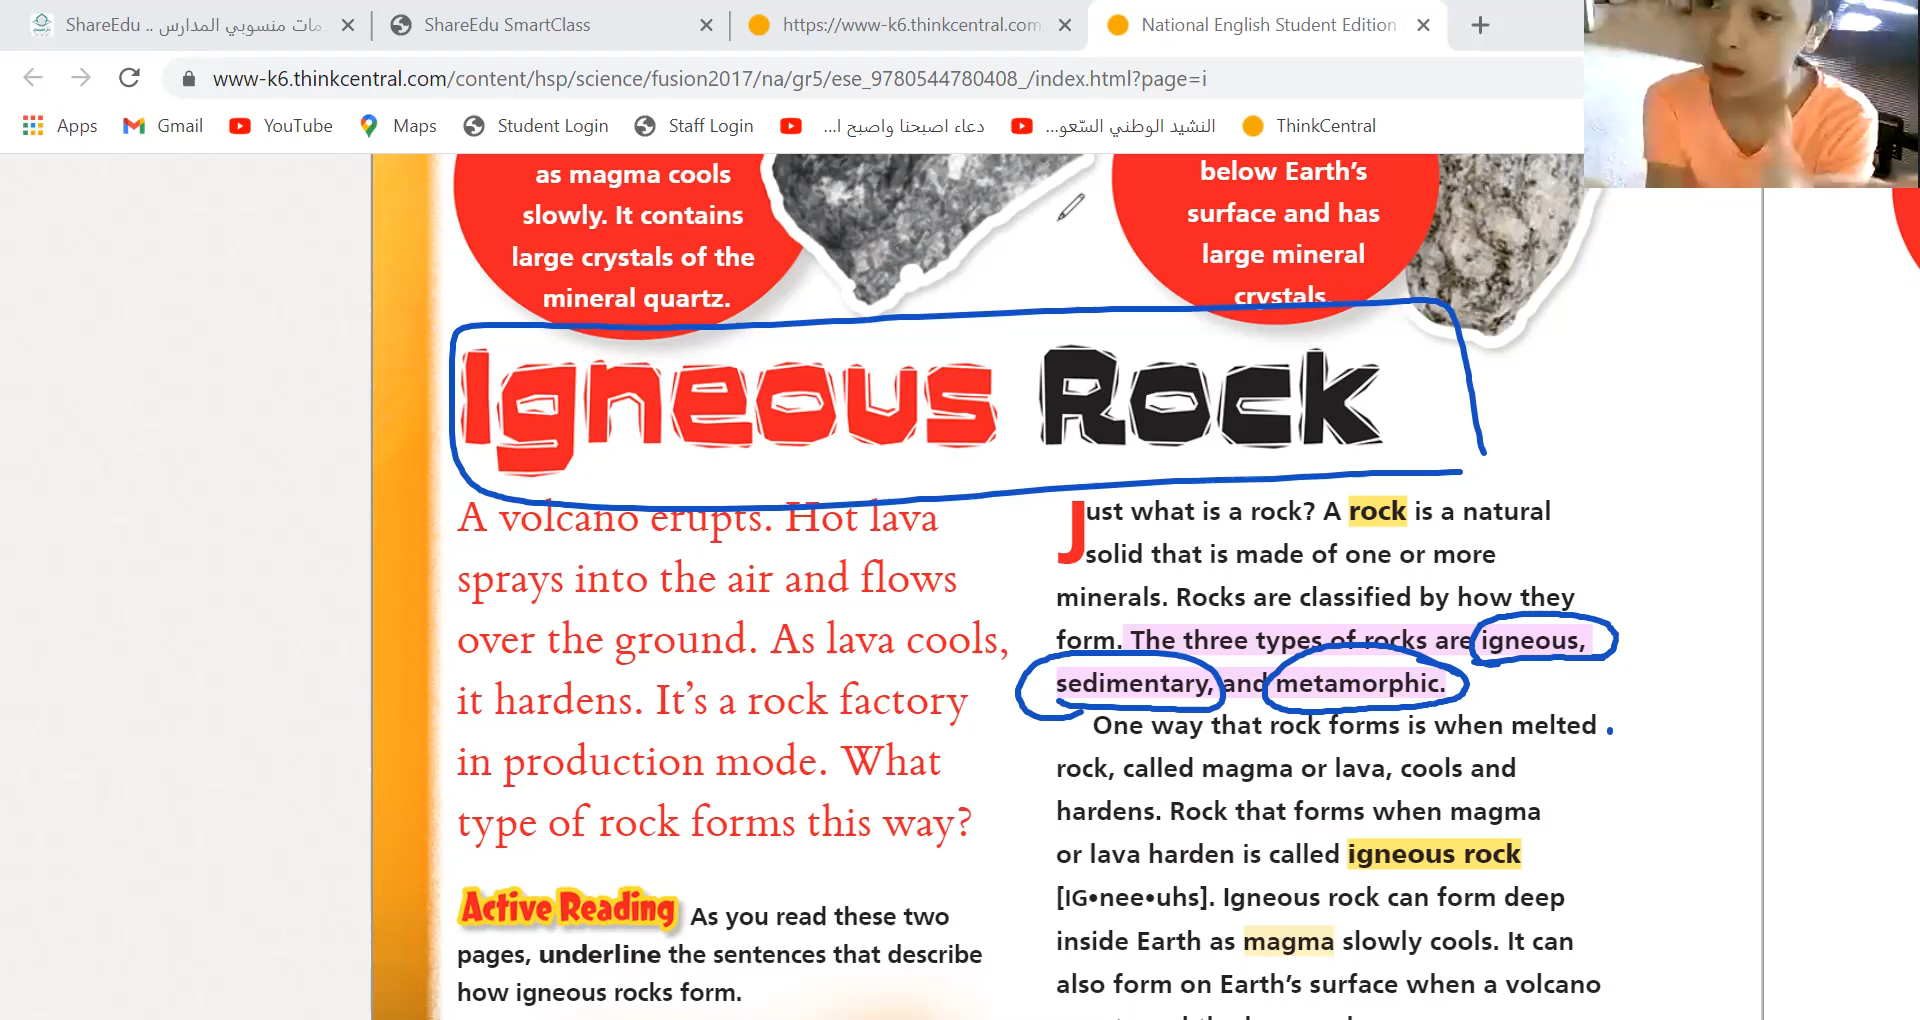 ShareEdu .. مات منسوبي المدارس
ShareEdu SmartClass
https://www-k6.thinkcentral.com
National English Student Edition
www-k6.thinkcentral.com/content/hsp/science/fusion2017/na/gr5/ese_9780544780408_/index.html?page=i
Apps
Gmail
YouTube
Maps
Student Login
Staff Login
دعاء اصبحنا واصبح ا...
النشيد الوطني السّعو...
ThinkCentral
as magma cools
slowly. It contains
large crystals of the
mineral quartz.
below Earth’s
surface and has
large mineral
crystals.
Igneous Rock
A volcano erupts. Hot lava
sprays into the air and flows
over the ground. As lava cools,
it hardens. It’s a rock factory
in production mode. What
type of rock forms this way?
Active Reading As you read these two
pages, underline the sentences that describe
how igneous rocks form.
Just what is a rock? A rock is a natural
solid that is made of one or more
minerals. Rocks are classified by how they
form. The three types of rocks are igneous,
sedimentary, and metamorphic.
One way that rock forms is when melted
rock, called magma or lava, cools and
hardens. Rock that forms when magma
or lava harden is called igneous rock
[IG•nee•uhs]. Igneous rock can form deep
inside Earth as magma slowly cools. It can
also form on Earth’s surface when a volcano